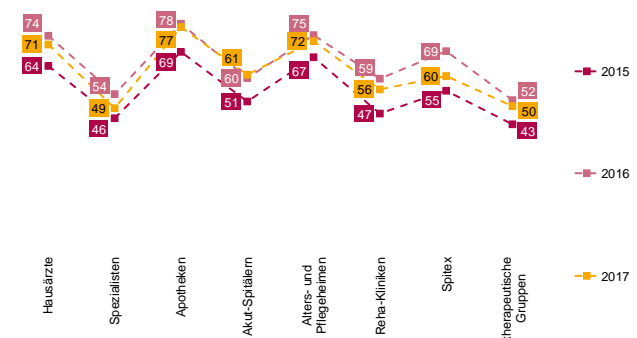 74
71
64
54
49
46
78
77
69
61
60
51
75
72
67
59
56
47
69
60
55
52
50
43
2015
2016
2017
Hausärzte
Spezialisten
Apotheken
Akut-Spitälern
Alters- und
Pflegeheimen
Reha-Kliniken
Spitex
therapeutische
Gruppen